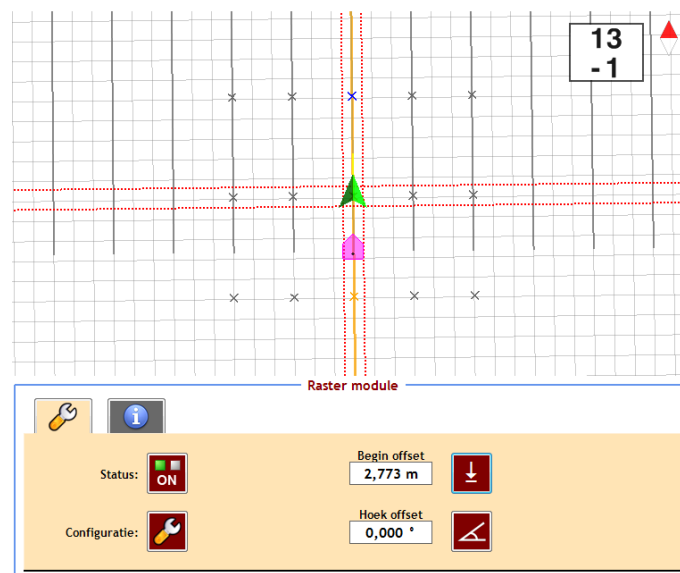 13
-1
Raster module
Begin offset
Status:
ON
2,773 m
Hoek offset
Configuratie:
0,000 °